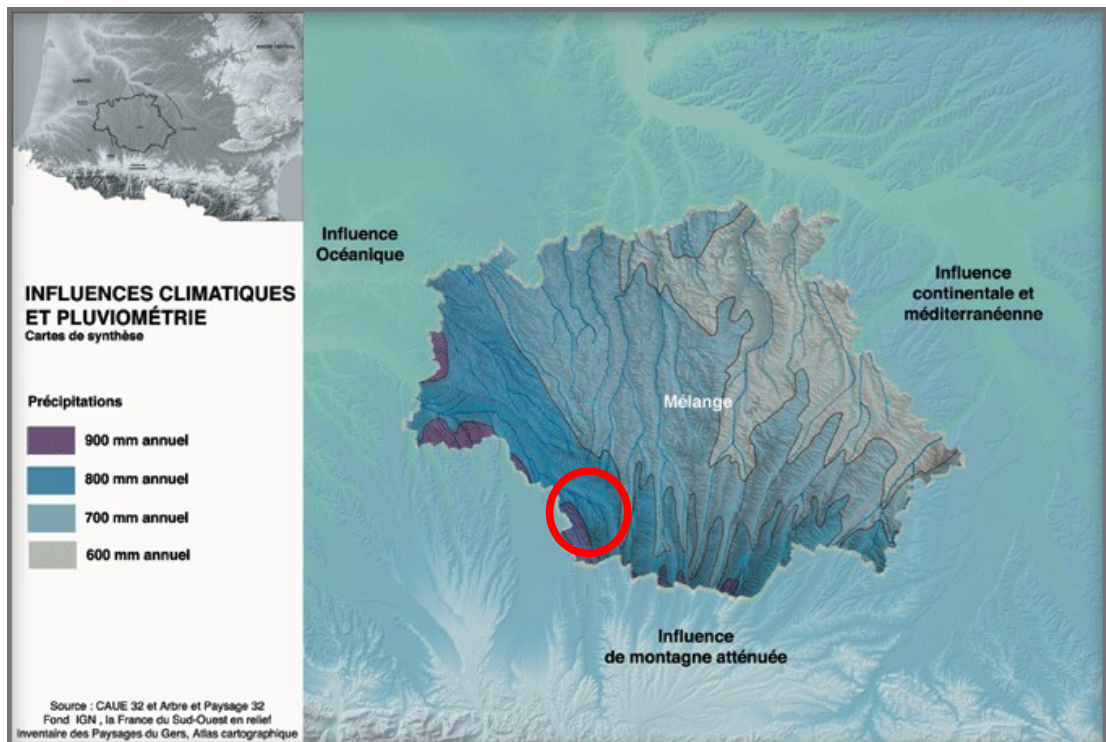 MASSIF CENTRAL
INFLUENCES CLIMATIQUES
ET PLUVIOMÉTRIE
Cartes de synthèse
Précipitations
900 mm annuel
800 mm annuel
700 mm annuel
600 mm annuel
Source : CAUE 32 et Arbre et Paysage 32
Fond IGN , la France du Sud-Ouest en relief
Inventaire des Paysages du Gers, Atlas cartographique
Influence
Océanique
Influence
continentale et
méditerranéenne
Mélange
Influence
de montagne atténuée